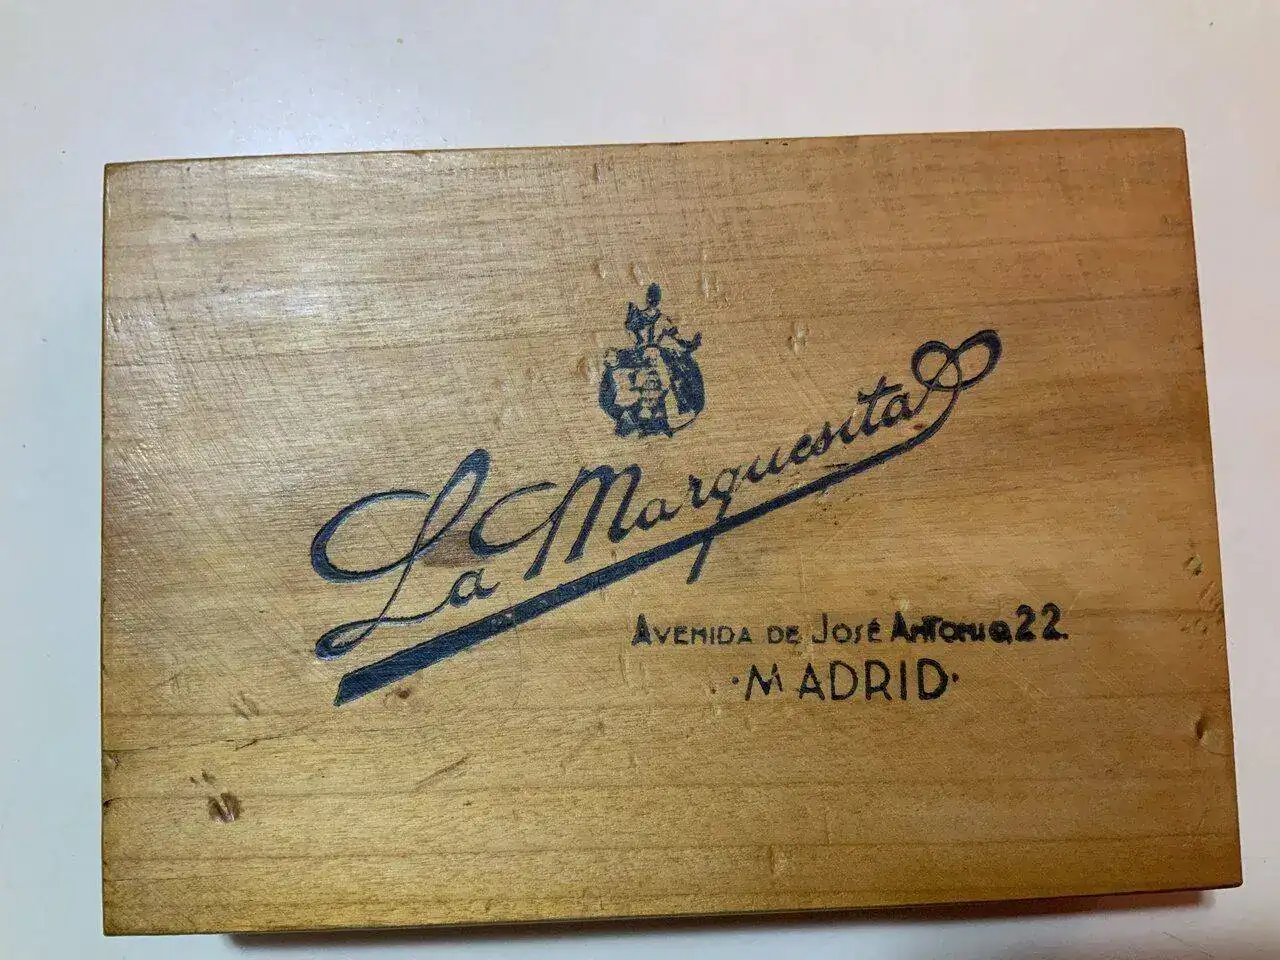 La Marquesita
AVENIDA DE JOSÉ ANTONIO, 22.
·MADRID·